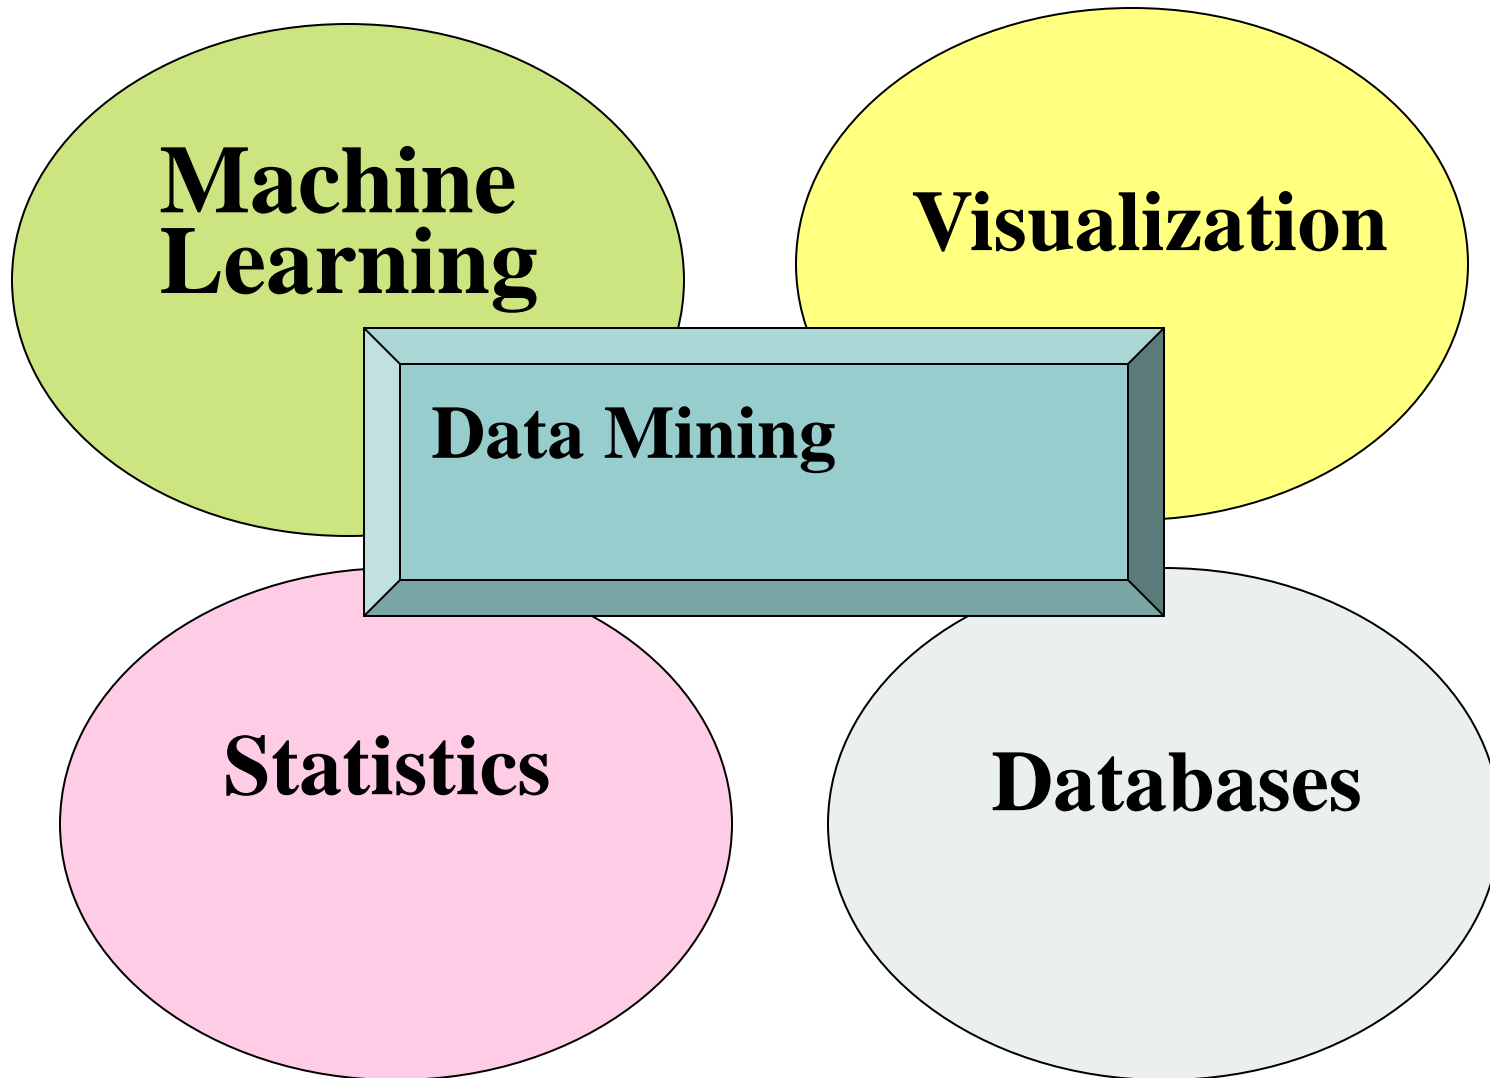 Machine
Learning
Visualization
Data Mining
Statistics
Databases